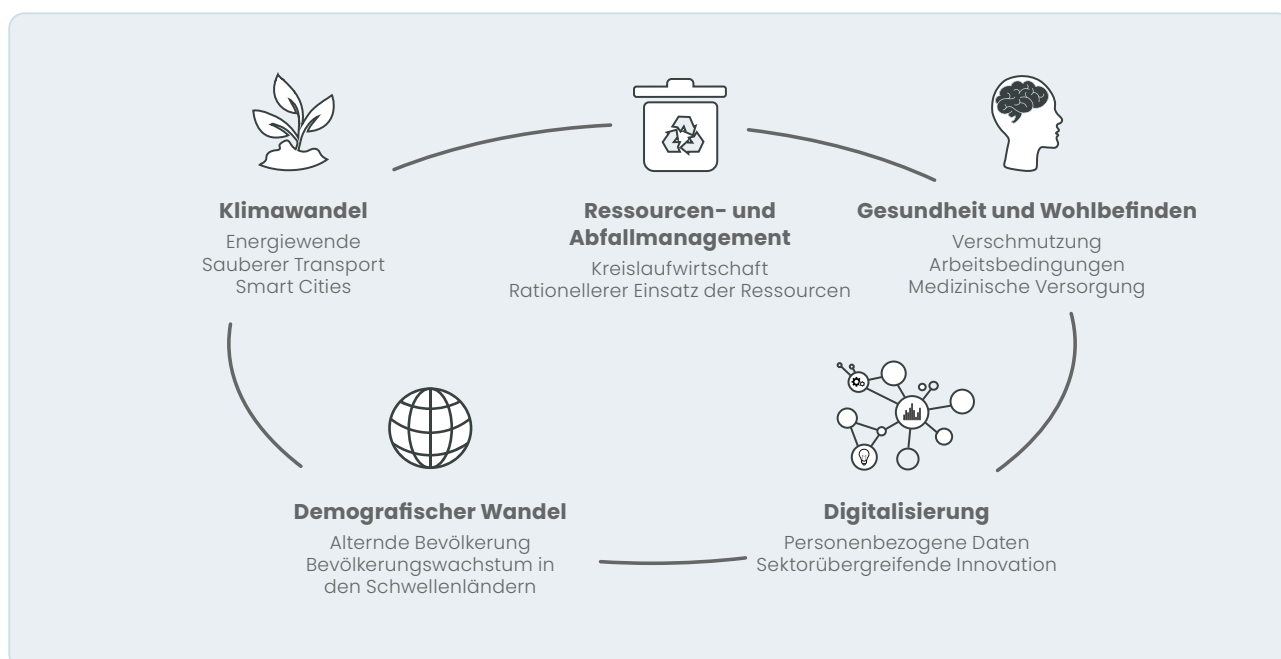 Klimawandel
Energiewende
Sauberer Transport
Smart Cities
Ressourcen- und
Abfallmanagement
Kreislaufwirtschaft
Rationellerer Einsatz der Ressourcen
Gesundheit und Wohlbefinden
Verschmutzung
Arbeitsbedingungen
Medizinische Versorgung
Demografischer Wandel
Alternde Bevölkerung
Bevölkerungswachstum in
den Schwellenländern
Digitalisierung
Personenbezogene Daten
Sektorübergreifende Innovation